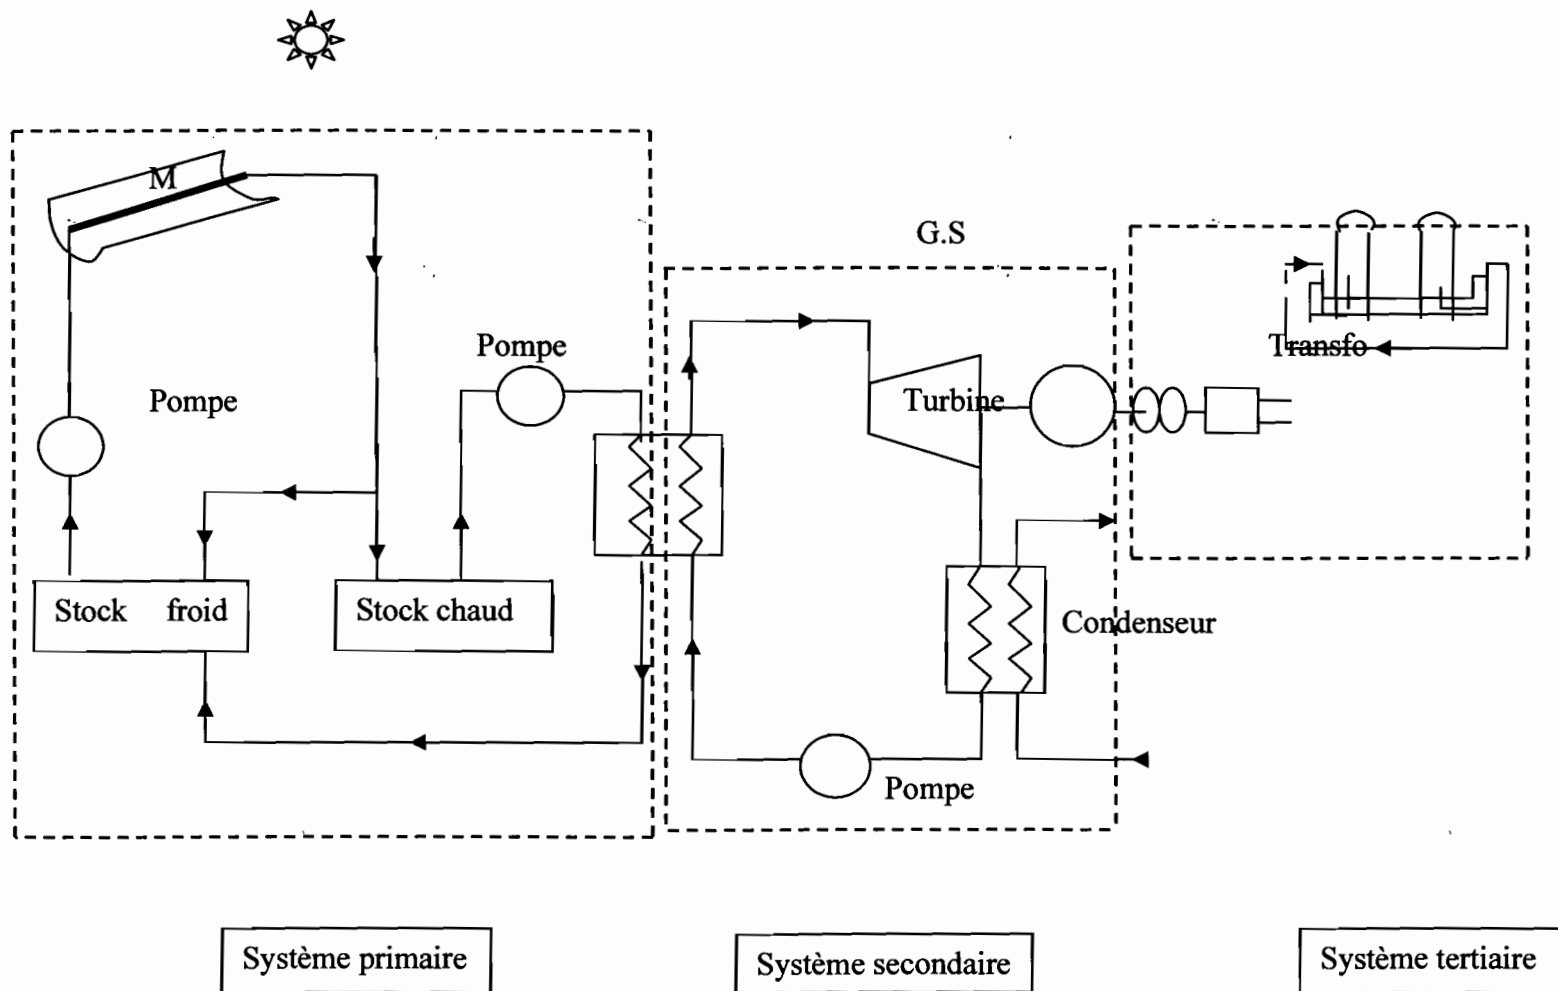 M
G.S
Pompe
Transfo
Pompe
Turbine
Stock froid
Stock chaud
Condenseur
Pompe
Système primaire
Système secondaire
Système tertiaire